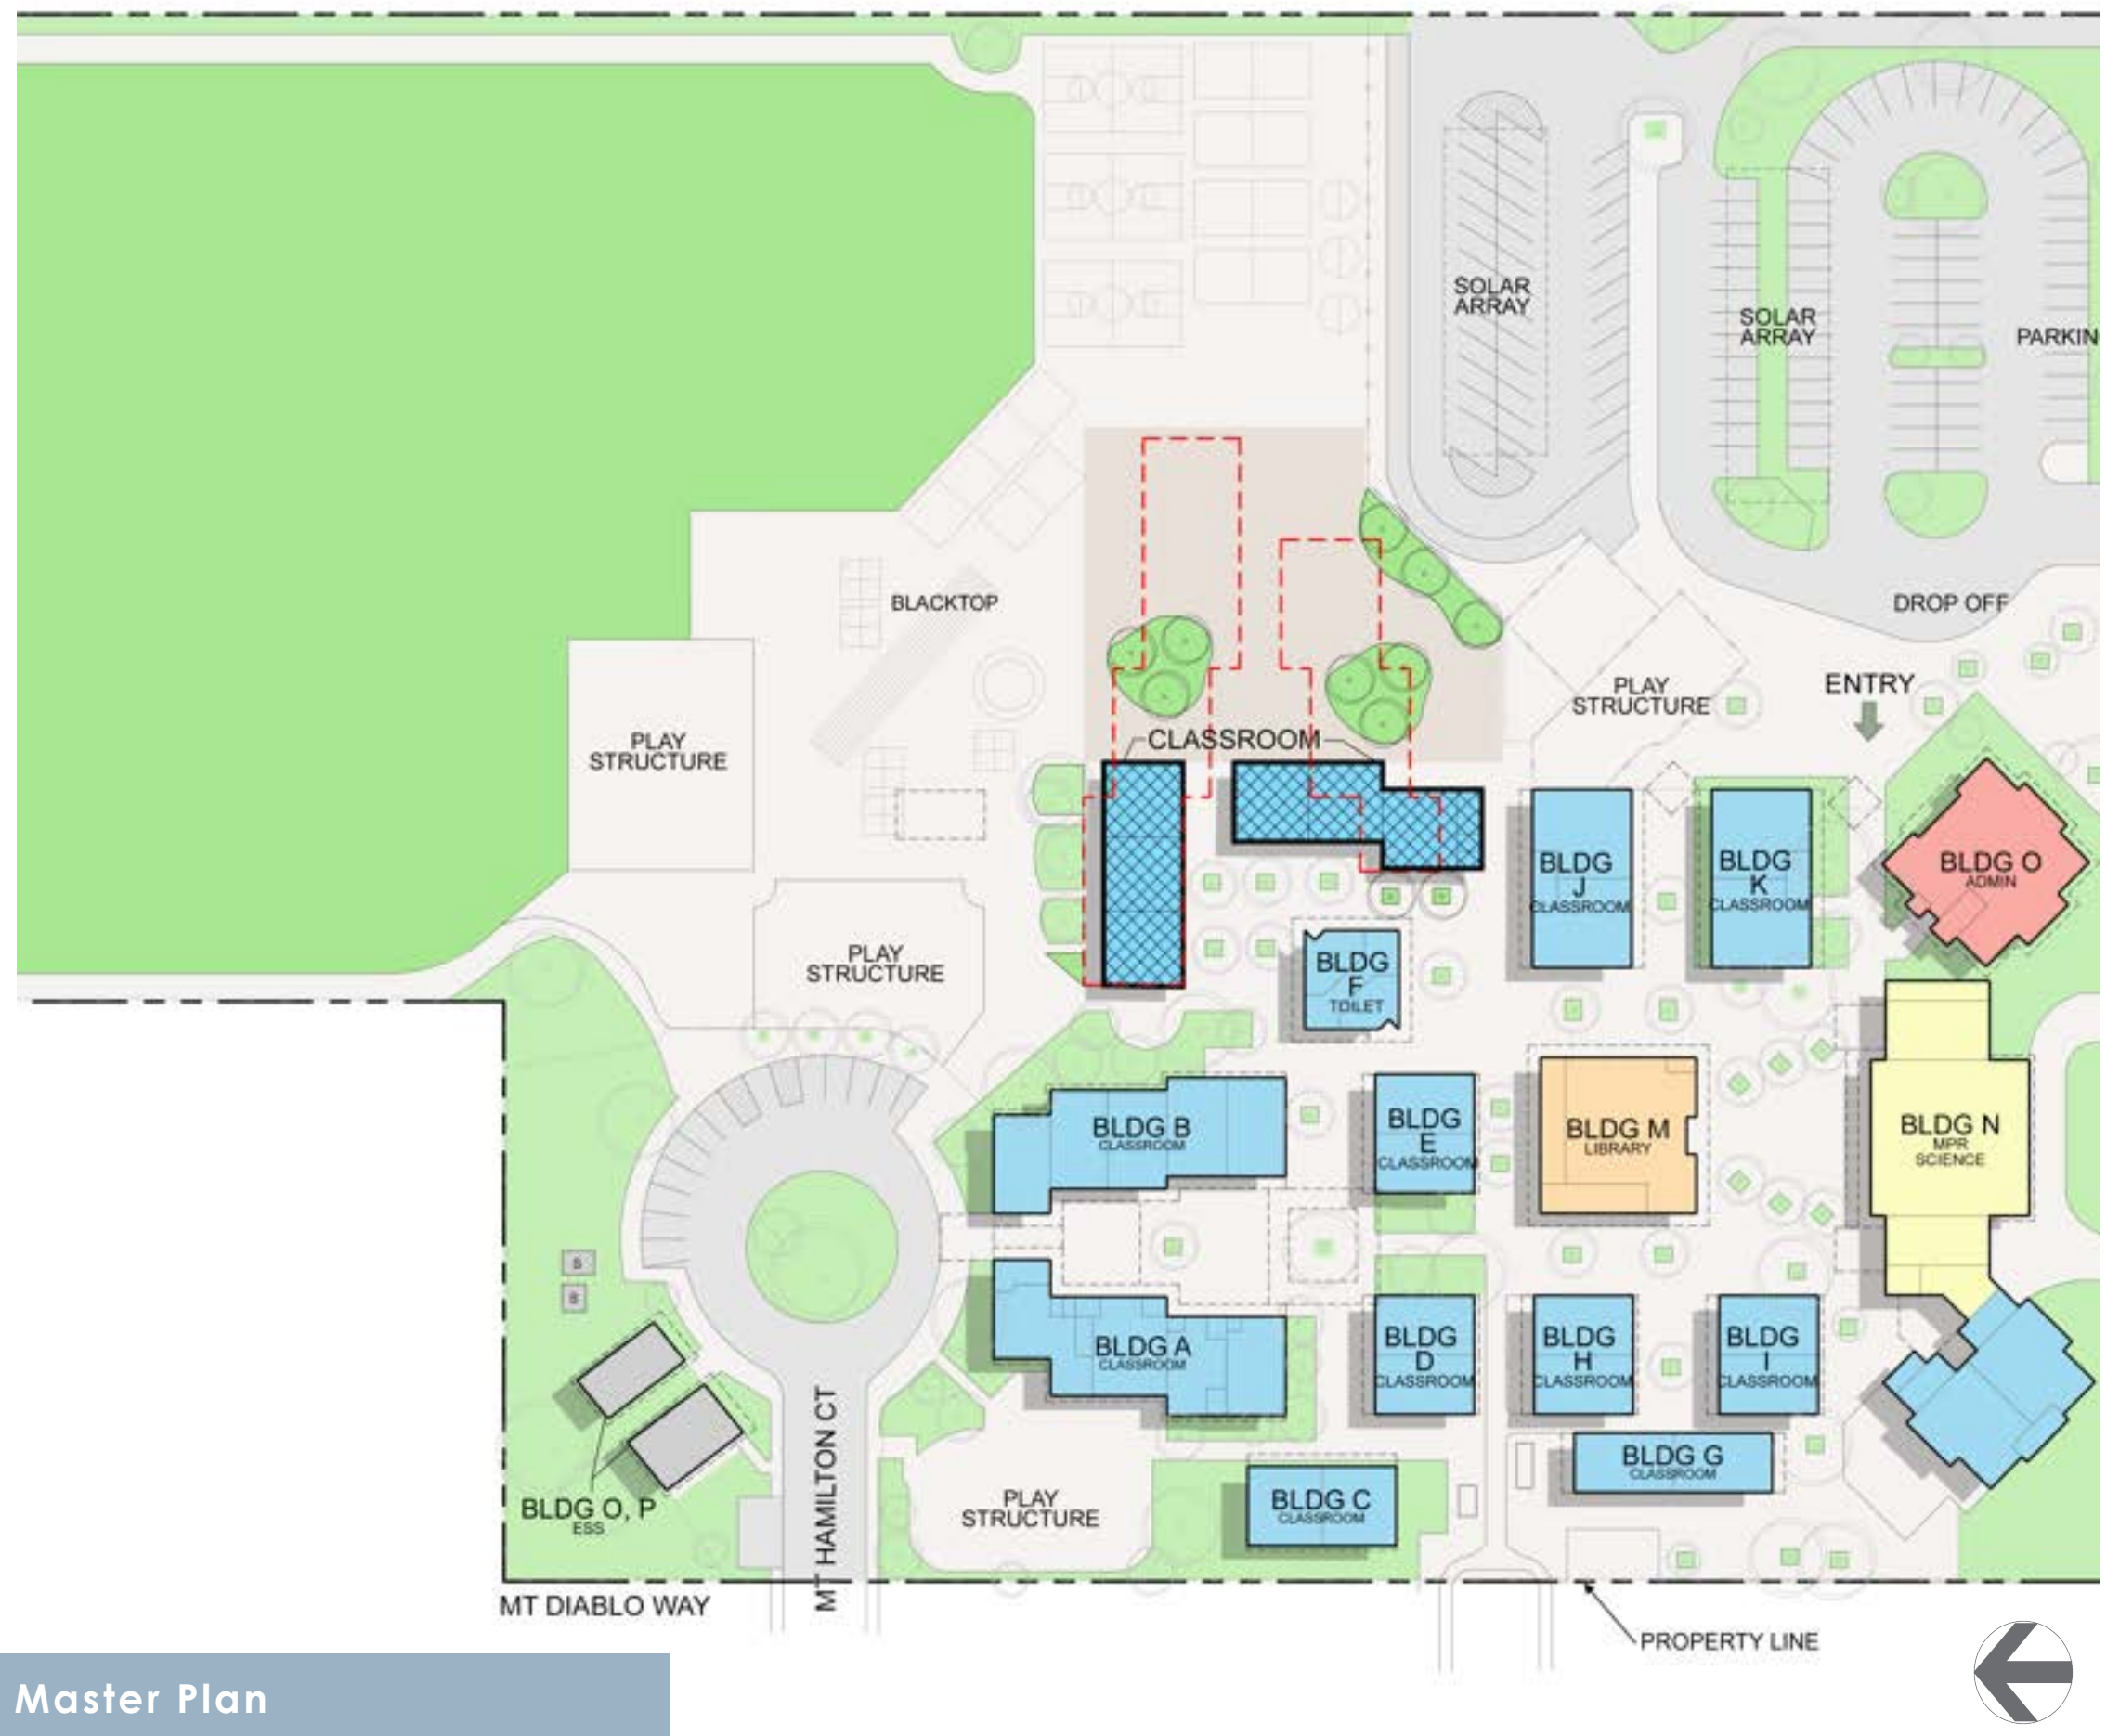 SOLAR
ARRAY
SOLAR
ARRAY
PARKIN
BLACKTOP
DROP OFF
PLAY
STRUCTURE
ENTRY
PLAY
STRUCTURE
CLASSROOM
BLDG
J
CLASSROOM
BLDG
K
CLASSROOM
BLDG O
ADMIN
PLAY
STRUCTURE
BLDG
F
TOILET
BLDG B
CLASSROOM
BLDG
E
CLASSROOM
BLDG M
LIBRARY
BLDG N
MPR
SCIENCE
S
S
BLDG A
CLASSROOM
BLDG
D
CLASSROOM
BLDG
H
CLASSROOM
BLDG
I
CLASSROOM
BLDG G
CLASSROOM
BLDG C
CLASSROOM
PLAY
STRUCTURE
BLDG O, P
ESS
MT HAMILTON CT
MT DIABLO WAY
PROPERTY LINE
Master Plan